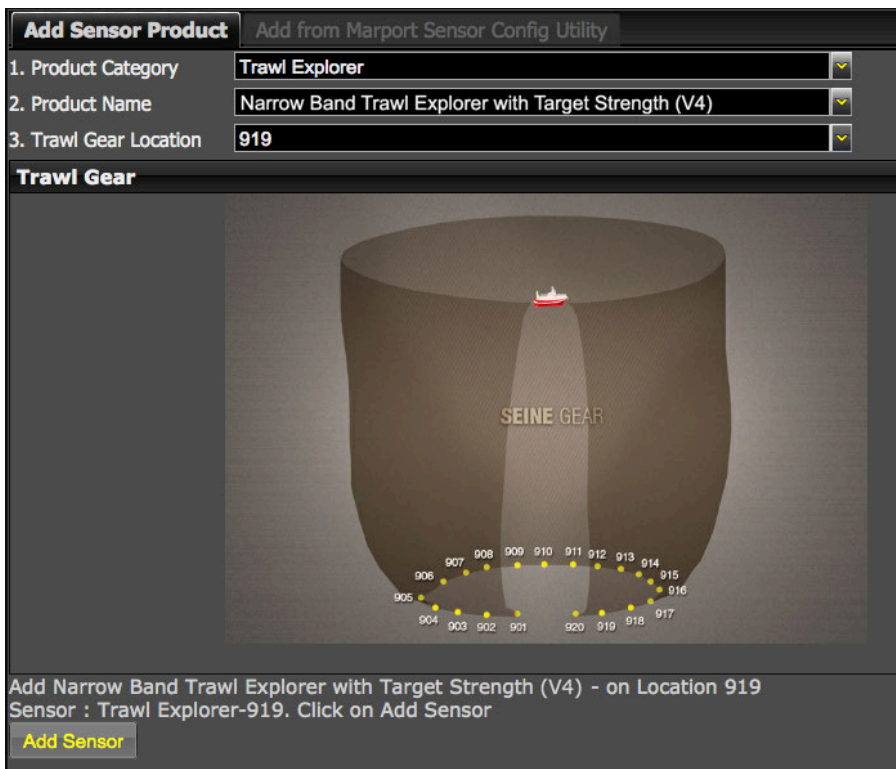 Add Sensor Product Add from Marport Sensor Config Utility
1. Product Category Trawl Explorer
2. Product Name Narrow Band Trawl Explorer with Target Strength (V4)
3. Trawl Gear Location 919
Trawl Gear
SEINE GEAR
908 909 910 911 912 913 914
907 915
906 916
905 917
904 903 902 901 920 919 918
Add Narrow Band Trawl Explorer with Target Strength (V4) - on Location 919
Sensor : Trawl Explorer-919. Click on Add Sensor
Add Sensor